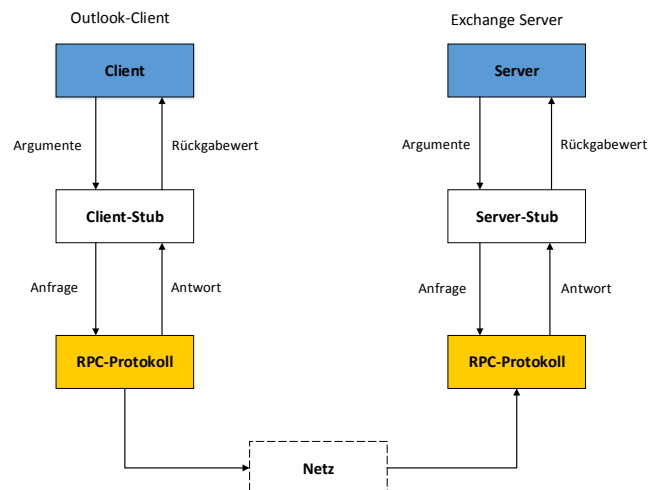 Outlook-Client
Exchange Server
Client
Server
Argumente
Rückgabewert
Argumente
Rückgabewert
Client-Stub
Server-Stub
Anfrage
Antwort
Anfrage
Antwort
RPC-Protokoll
RPC-Protokoll
Netz